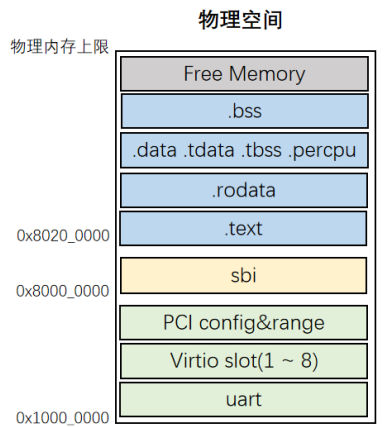 物理空间
物理内存上限
Free Memory
.bss
.data .tdata .tbss .percpu
.rodata
.text
0x8020_0000
sbi
0x8000_0000
PCI config&range
Virtio slot(1 ~ 8)
uart
0x1000_0000